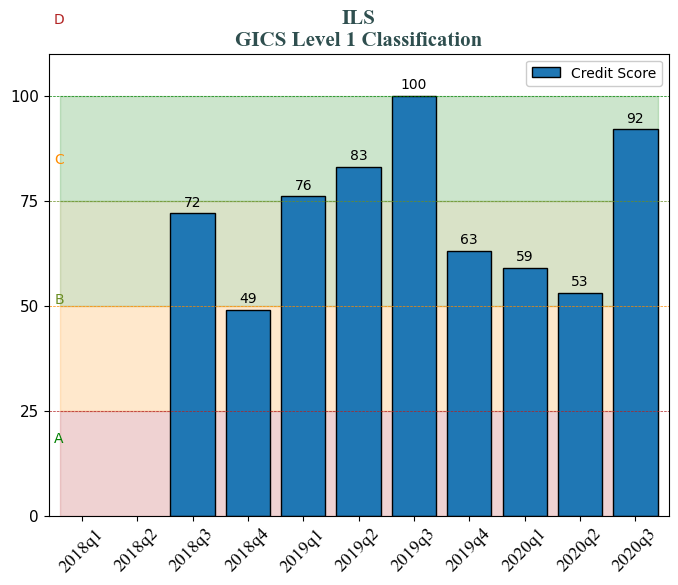 D
ILS
GICS Level 1 Classification
Credit Score
100
75
50
25
0
C
B
A
72
49
76
83
100
63
59
53
92
2018q1
2018q2
2018q3
2018q4
2019q1
2019q2
2019q3
2019q4
2020q1
2020q2
2020q3